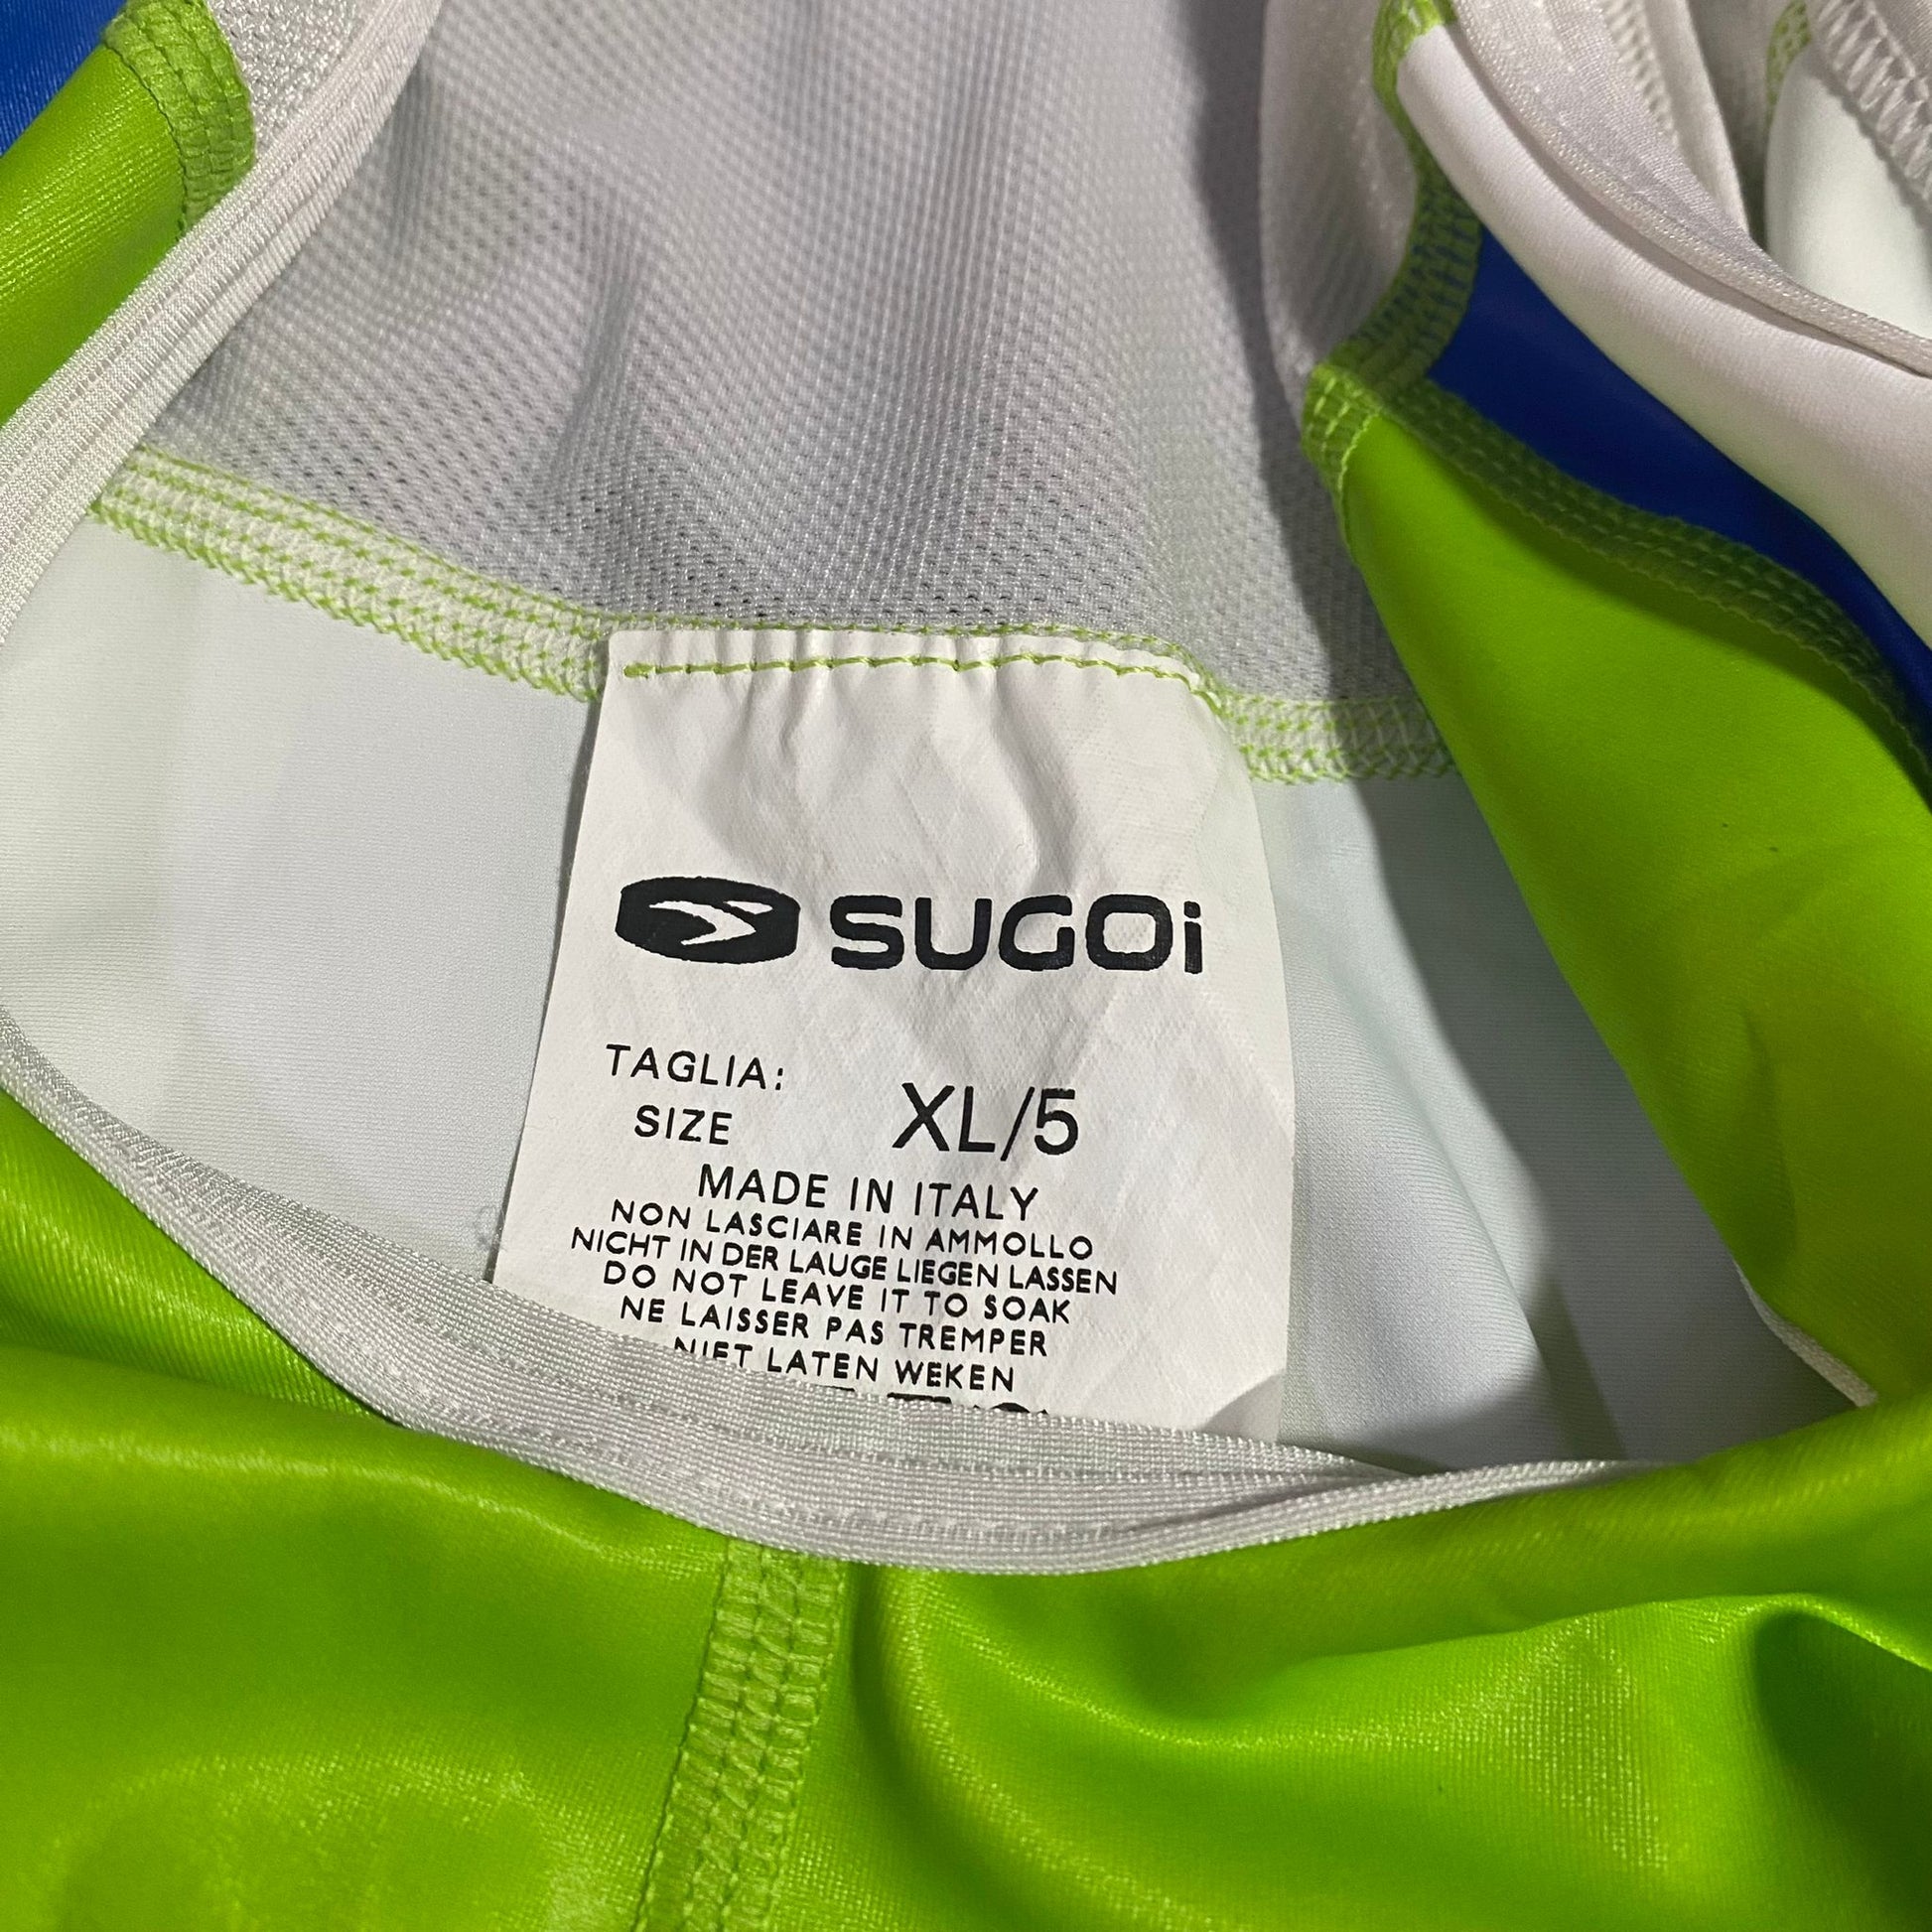 SUGOi
TAGLIA:
SIZE XL/5
MADE IN ITALY
NON LASCIARE IN AMMOLLO
NICHT IN DER LAUGE LIEGEN LASSEN
DO NOT LEAVE IT TO SOAK
NE LAISSER PAS TREMPER
NIET LATEN WEKEN